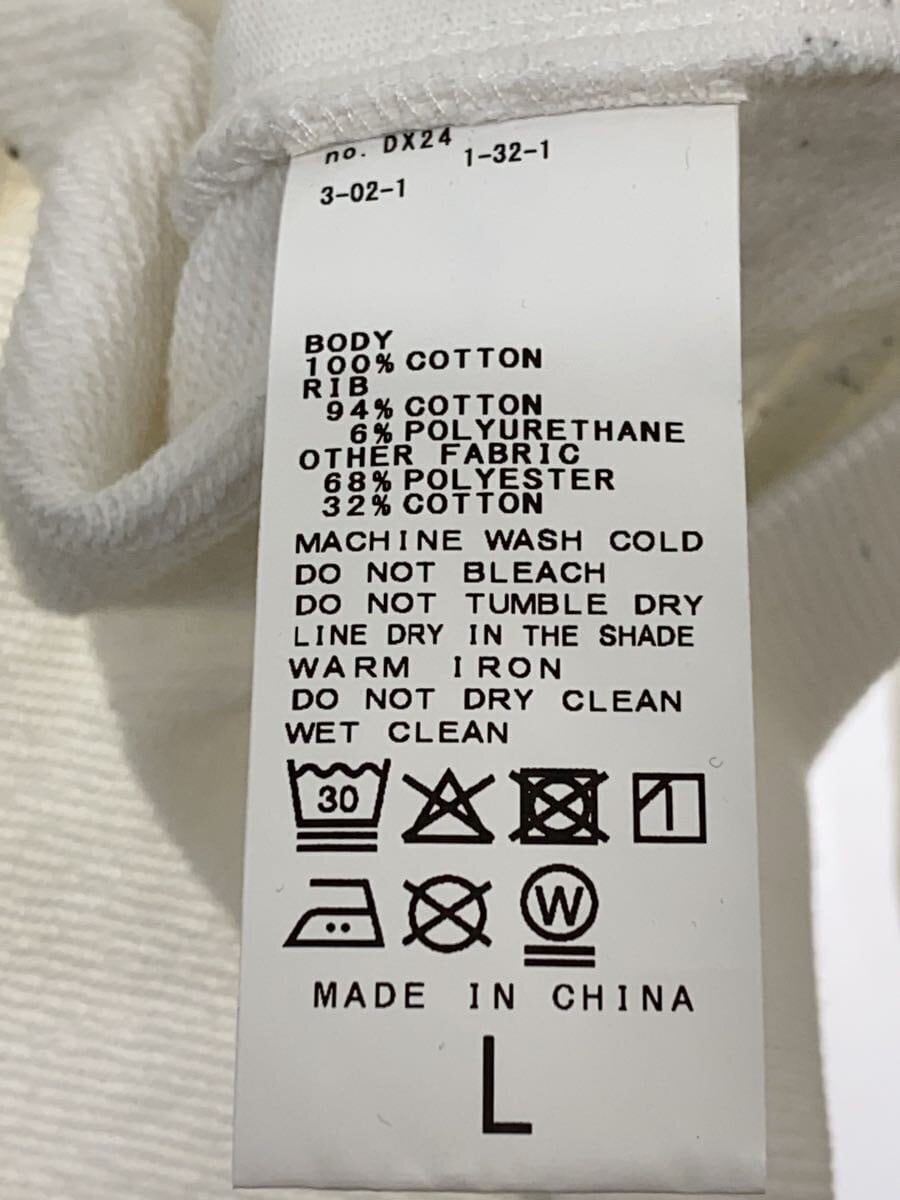 no. DX24 1-32-1
3-02-1
BODY
100% COTTON
RIB
94% COTTON
6% POLYURETHANE
OTHER FABRIC
68% POLYESTER
32% COTTON
MACHINE WASH COLD
DO NOT BLEACH
DO NOT TUMBLE DRY
LINE DRY IN THE SHADE
WARM IRON
DO NOT DRY CLEAN
WET CLEAN
30
W
MADE IN CHINA
L